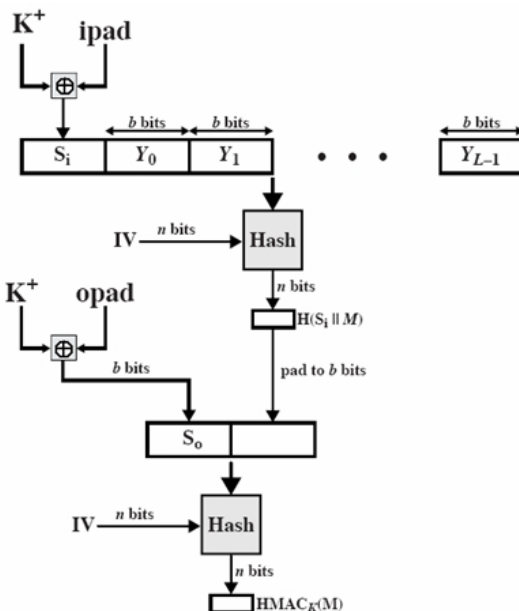 K+ ipad
⊕
b bits b bits b bits
Si Y0 Y1 • • • YL–1
IV n bits Hash
n bits
K+ opad
H(Si || M)
⊕
b bits pad to b bits
So
IV n bits Hash
n bits
HMACK(M)